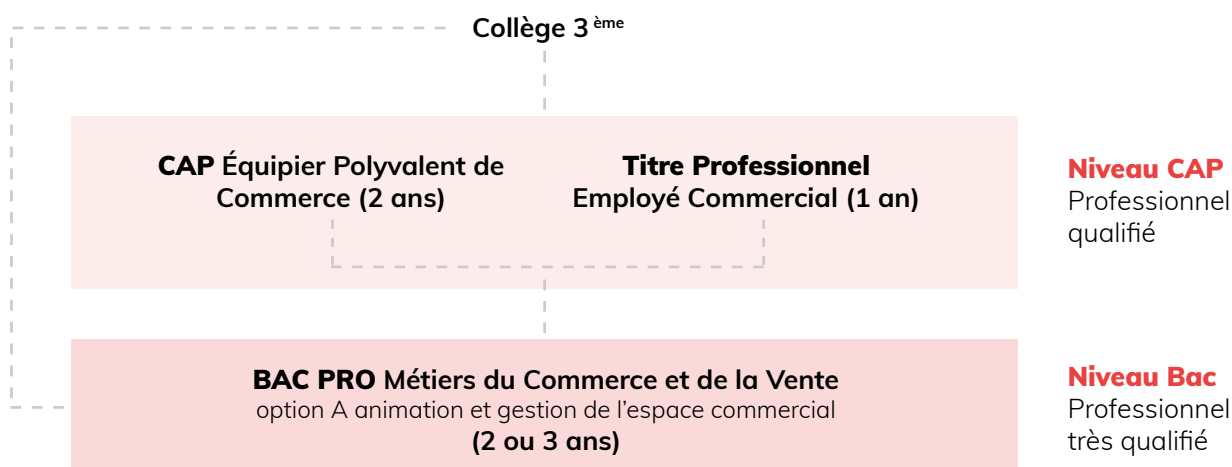 Collège 3 ème
CAP Équipier Polyvalent de
Commerce (2 ans)
Titre Professionnel
Employé Commercial (1 an)
Niveau CAP
Professionnel
qualifié
BAC PRO Métiers du Commerce et de la Vente
option A animation et gestion de l’espace commercial
(2 ou 3 ans)
Niveau Bac
Professionnel
très qualifié